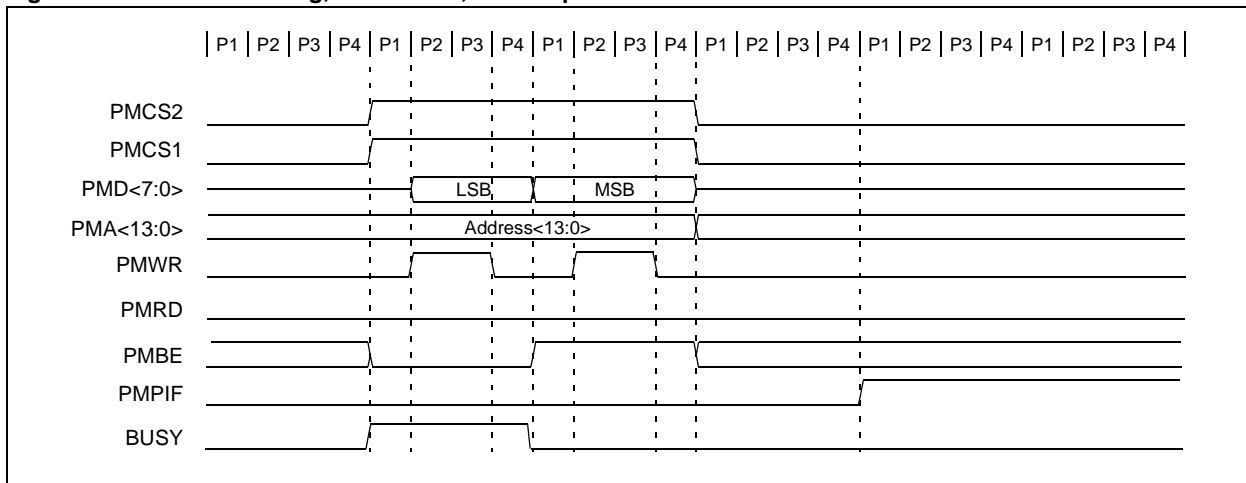 P1 P2 P3 P4 P1 P2 P3 P4 P1 P2 P3 P4 P1 P2 P3 P4 P1 P2 P3 P4 P1 P2 P3 P4
PMCS2
PMCS1
PMD<7:0> LSB MSB
PMA<13:0> Address<13:0>
PMWR
PMRD
PMBE
PMPIF
BUSY